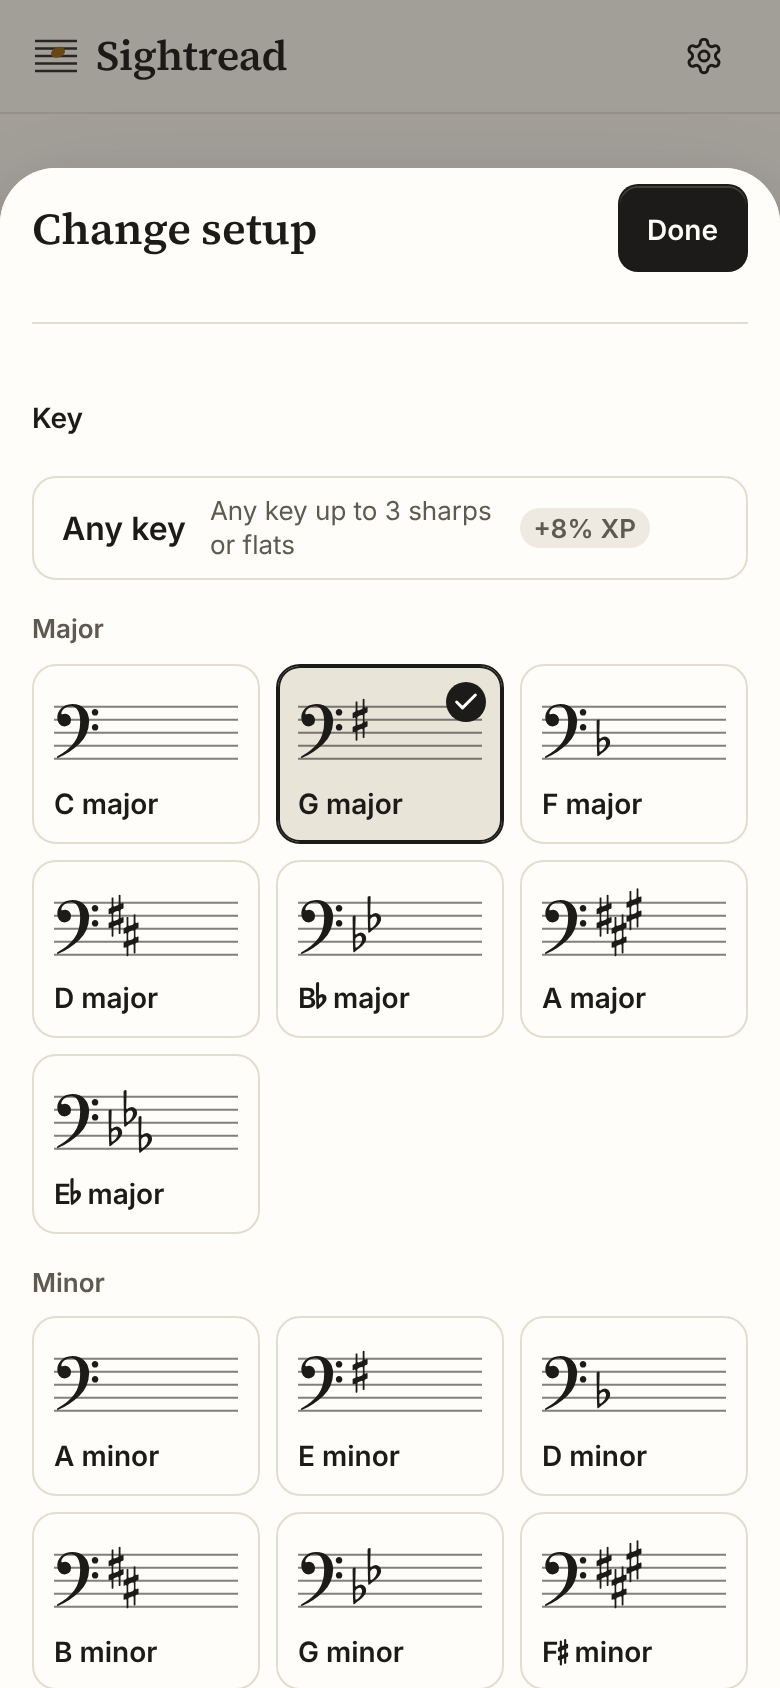 Sightread
Change setup
Done
Key
Any key
Any key up to 3 sharps
or flats
+8% XP
Major
C major
G major
F major
D major
B♭ major
A major
E♭ major
Minor
A minor
E minor
D minor
B minor
G minor
F♯ minor